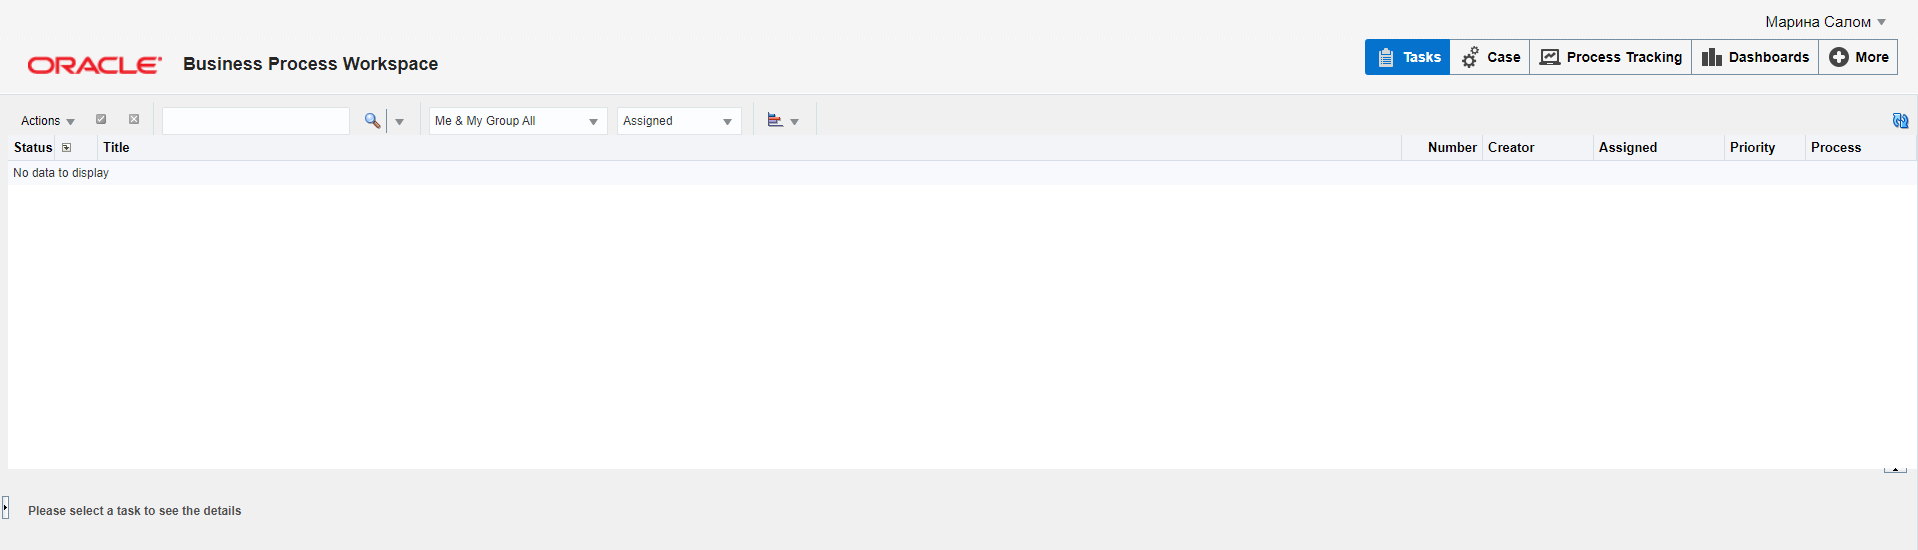 Марина Салом
ORACLE Business Process Workspace
Tasks Case Process Tracking Dashboards More
Actions Me & My Group All Assigned
Status Title Number Creator Assigned Priority Process
No data to display
Please select a task to see the details